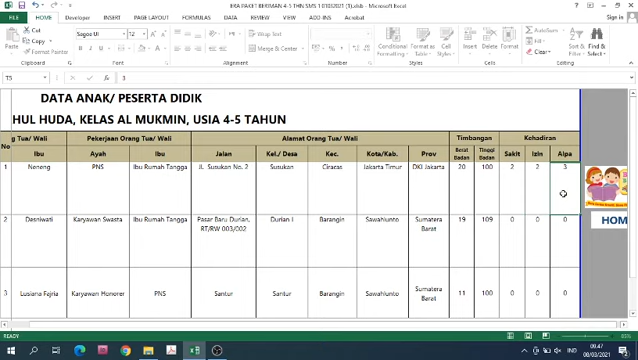 ERA PAKET BERIMAN 4-5 THN SMS 1 01032021 (3).xlsb - Microsoft Excel
Sign in
FILE HOME Developer INSERT PAGE LAYOUT FORMULAS DATA REVIEW VIEW ADD-INS Acrobat
Cut
Copy
Format Painter
Paste
Clipboard
Segoe UI 12
B I U
Font
Wrap Text
Merge & Center
Alignment
Number
Conditional Formatting
Format as Table
Cell Styles
Styles
Insert Delete Format
Cells
AutoSum
Fill
Clear
Sort & Filter
Find & Select
Editing
T5 3
DATA ANAK/ PESERTA DIDIK
HUL HUDA, KELAS AL MUKMIN, USIA 4-5 TAHUN
No g Tua/ Wali Pekerjaan Orang Tua/ Wali Alamat Orang Tua/ Wali Timbangan Kehadiran
Ibu Ayah Ibu Jalan Kel./ Desa Kec. Kota/Kab. Prov Berat Badan Tinggi Badan Sakit Izin Alpa
1 Neneng PNS Ibu Rumah Tangga JL. Susukan No. 2 Susukan Ciracas Jakarta Timur DKI Jakarta 20 100 2 2 3
2 Desniwati Karyawan Swasta Ibu Rumah Tangga Pasar Baru Durian, RT/RW 003/002 Durian I Barangin Sawahlunto Sumatera Barat 19 109 0 0 0
3 Lusiana Fajria Karyawan Honorer PNS Santur Santur Barangin Sawahlunto Sumatera Barat 11 100 0 0 0
HOM
READY
IND
09.47
08/03/2021